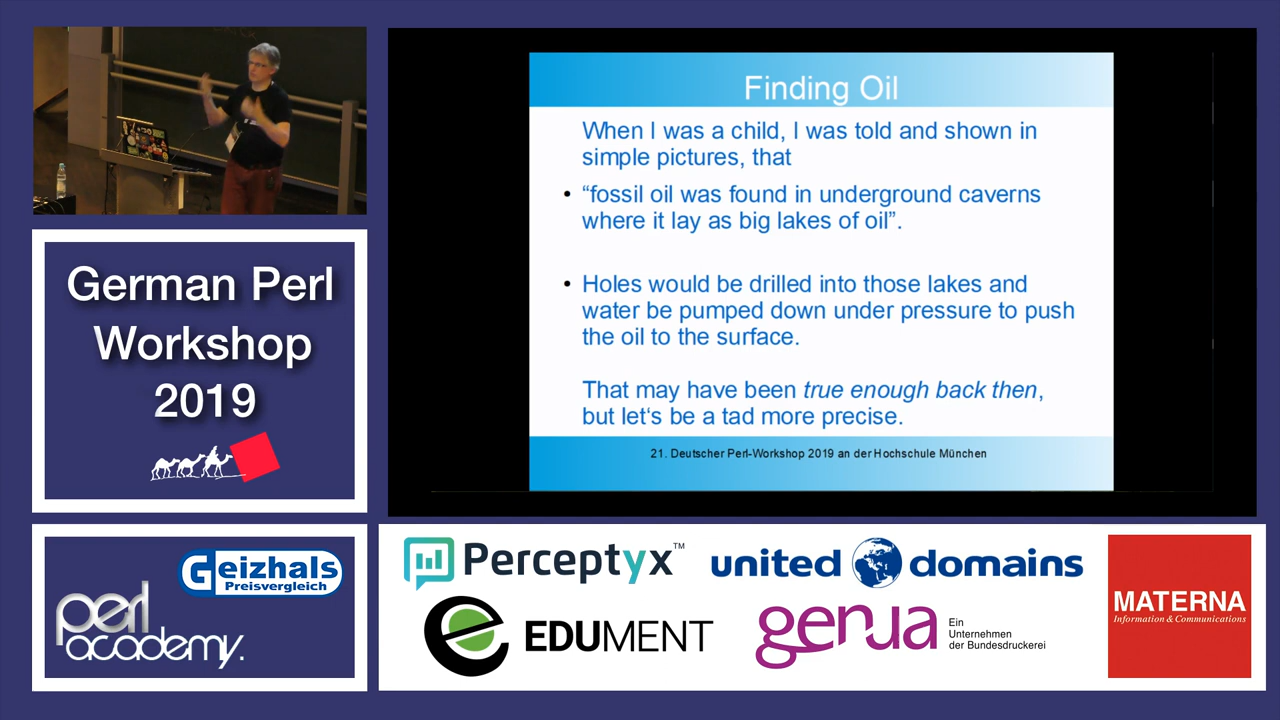 Finding Oil
When I was a child, I was told and shown in
simple pictures, that
• “fossil oil was found in underground caverns
where it lay as big lakes of oil”.
• Holes would be drilled into those lakes and
water be pumped down under pressure to push
the oil to the surface.
That may have been true enough back then,
but let‘s be a tad more precise.
21. Deutscher Perl-Workshop 2019 an der Hochschule München
German Perl
Workshop
2019
Geizhals
Preisvergleich
perl
academy.
Perceptyx™
united domains
EDUMENT
genua
Ein
Unternehmen
der Bundesdruckerei
MATERNA
Information & Communications